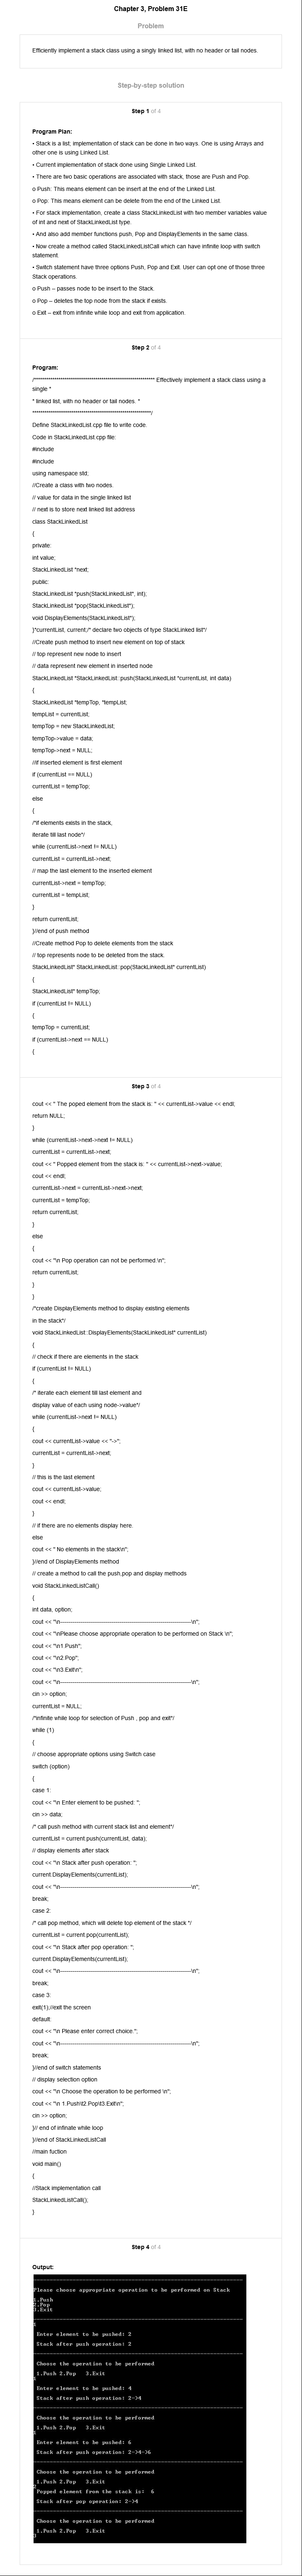 Chapter 3, Problem 31E
Problem
Efficiently implement a stack class using a singly linked list, with no header or tail nodes.
Step-by-step solution
Step 1 of 4
Program Plan:
• Stack is a list; implementation of stack can be done in two ways. One is using Arrays and
other one is using Linked List.
• Current implementation of stack done using Single Linked List.
• There are two basic operations are associated with stack, those are Push and Pop.
o Push: This means element can be insert at the end of the Linked List.
o Pop: This means element can be delete from the end of the Linked List.
• For stack implementation, create a class StackLinkedList with two member variables value
of int and next of StackLinkedList type.
• And also add member functions push, Pop and DisplayElements in the same class.
• Now create a method called StackLinkedListCall which can have infinite loop with switch
statement.
• Switch statement have three options Push, Pop and Exit. User can opt one of those three
Stack operations.
o Push – passes node to be insert to the Stack.
o Pop – deletes the top node from the stack if exists.
o Exit – exit from infinite while loop and exit from application.
Step 2 of 4
Program:
/************************************************************ Effectively implement a stack class using a
single *
* linked list, with no header or tail nodes. *
************************************************************/
Define StackLinkedList.cpp file to write code.
Code in StackLinkedList.cpp file:
#include
#include
using namespace std;
//Create a class with two nodes.
// value for data in the single linked list
// next is to store next linked list address
class StackLinkedList
{
private:
int value;
StackLinkedList *next;
public:
StackLinkedList *push(StackLinkedList*, int);
StackLinkedList *pop(StackLinkedList*);
void DisplayElements(StackLinkedList*);
}*currentList, current;/* declare two objects of type StackLinked list*/
//Create push method to insert new element on top of stack
// top represent new node to insert
// data represent new element in inserted node
StackLinkedList *StackLinkedList::push(StackLinkedList *currentList, int data)
{
StackLinkedList *tempTop, *tempList;
tempList = currentList;
tempTop = new StackLinkedList;
tempTop->value = data;
tempTop->next = NULL;
//if inserted element is first element
if (currentList == NULL)
currentList = tempTop;
else
{
/*if elements exists in the stack,
iterate till last node*/
while (currentList->next != NULL)
currentList = currentList->next;
// map the last element to the inserted element
currentList->next = tempTop;
currentList = tempList;
}
return currentList;
}//end of push method
//Create method Pop to delete elements from the stack
// top represents node to be deleted from the stack.
StackLinkedList* StackLinkedList::pop(StackLinkedList* currentList)
{
StackLinkedList* tempTop;
if (currentList != NULL)
{
tempTop = currentList;
if (currentList->next == NULL)
{
Step 3 of 4
cout << " The poped element from the stack is: " << currentList->value << endl;
return NULL;
}
while (currentList->next->next != NULL)
currentList = currentList->next;
cout << " Popped element from the stack is: " << currentList->next->value;
cout << endl;
currentList->next = currentList->next->next;
currentList = tempTop;
return currentList;
}
else
{
cout << "\n Pop operation can not be performed.\n";
return currentList;
}
}
/*create DisplayElements method to display existing elements
in the stack*/
void StackLinkedList::DisplayElements(StackLinkedList* currentList)
{
// check if there are elements in the stack
if (currentList != NULL)
{
/* iterate each element till last element and
display value of each using node->value*/
while (currentList->next != NULL)
{
cout << currentList->value << "->";
currentList = currentList->next;
}
// this is the last element
cout << currentList->value;
cout << endl;
}
// if there are no elements display here.
else
cout << " No elements in the stack\n";
}//end of DisplayElements method
// create a method to call the push,pop and display methods
void StackLinkedListCall()
{
int data, option;
cout << "\n----------------------------------------------------------------\n";
cout << "\nPlease choose appropriate operation to be performed on Stack \n";
cout << "\n1.Push";
cout << "\n2.Pop";
cout << "\n3.Exit\n";
cout << "\n----------------------------------------------------------------\n";
cin >> option;
currentList = NULL;
/*infinite while loop for selection of Push , pop and exit*/
while (1)
{
// choose appropriate options using Switch case
switch (option)
{
case 1:
cout << "\n Enter element to be pushed: ";
cin >> data;
/* call push method with current stack list and element*/
currentList = current.push(currentList, data);
// display elements after stack
cout << "\n Stack after push operation: ";
current.DisplayElements(currentList);
cout << "\n----------------------------------------------------------------\n";
break;
case 2:
/* call pop method, which will delete top element of the stack */
currentList = current.pop(currentList);
cout << "\n Stack after pop operation: ";
current.DisplayElements(currentList);
cout << "\n----------------------------------------------------------------\n";
break;
case 3:
exit(1);//exit the screen
default:
cout << "\n Please enter correct choice.";
cout << "\n----------------------------------------------------------------\n";
break;
}//end of switch statements
// display selection option
cout << "\n Choose the operation to be performed \n";
cout << "\n 1.Push\t2.Pop\t3.Exit\n";
cin >> option;
}// end of infinate while loop
}//end of StackLinkedListCall
//main fuction
void main()
{
//Stack implementation call
StackLinkedListCall();
}
Step 4 of 4
Output:
----------------------------------------------------------------
Please choose appropriate operation to be performed on Stack
1.Push
2.Pop
3.Exit
----------------------------------------------------------------
1
Enter element to be pushed: 2
Stack after push operation: 2
----------------------------------------------------------------
Choose the operation to be performed
1.Push 2.Pop 3.Exit
1
Enter element to be pushed: 4
Stack after push operation: 2->4
----------------------------------------------------------------
Choose the operation to be performed
1.Push 2.Pop 3.Exit
1
Enter element to be pushed: 6
Stack after push operation: 2->4->6
----------------------------------------------------------------
Choose the operation to be performed
1.Push 2.Pop 3.Exit
2
Popped element from the stack is: 6
Stack after pop operation: 2->4
----------------------------------------------------------------
Choose the operation to be performed
1.Push 2.Pop 3.Exit
3